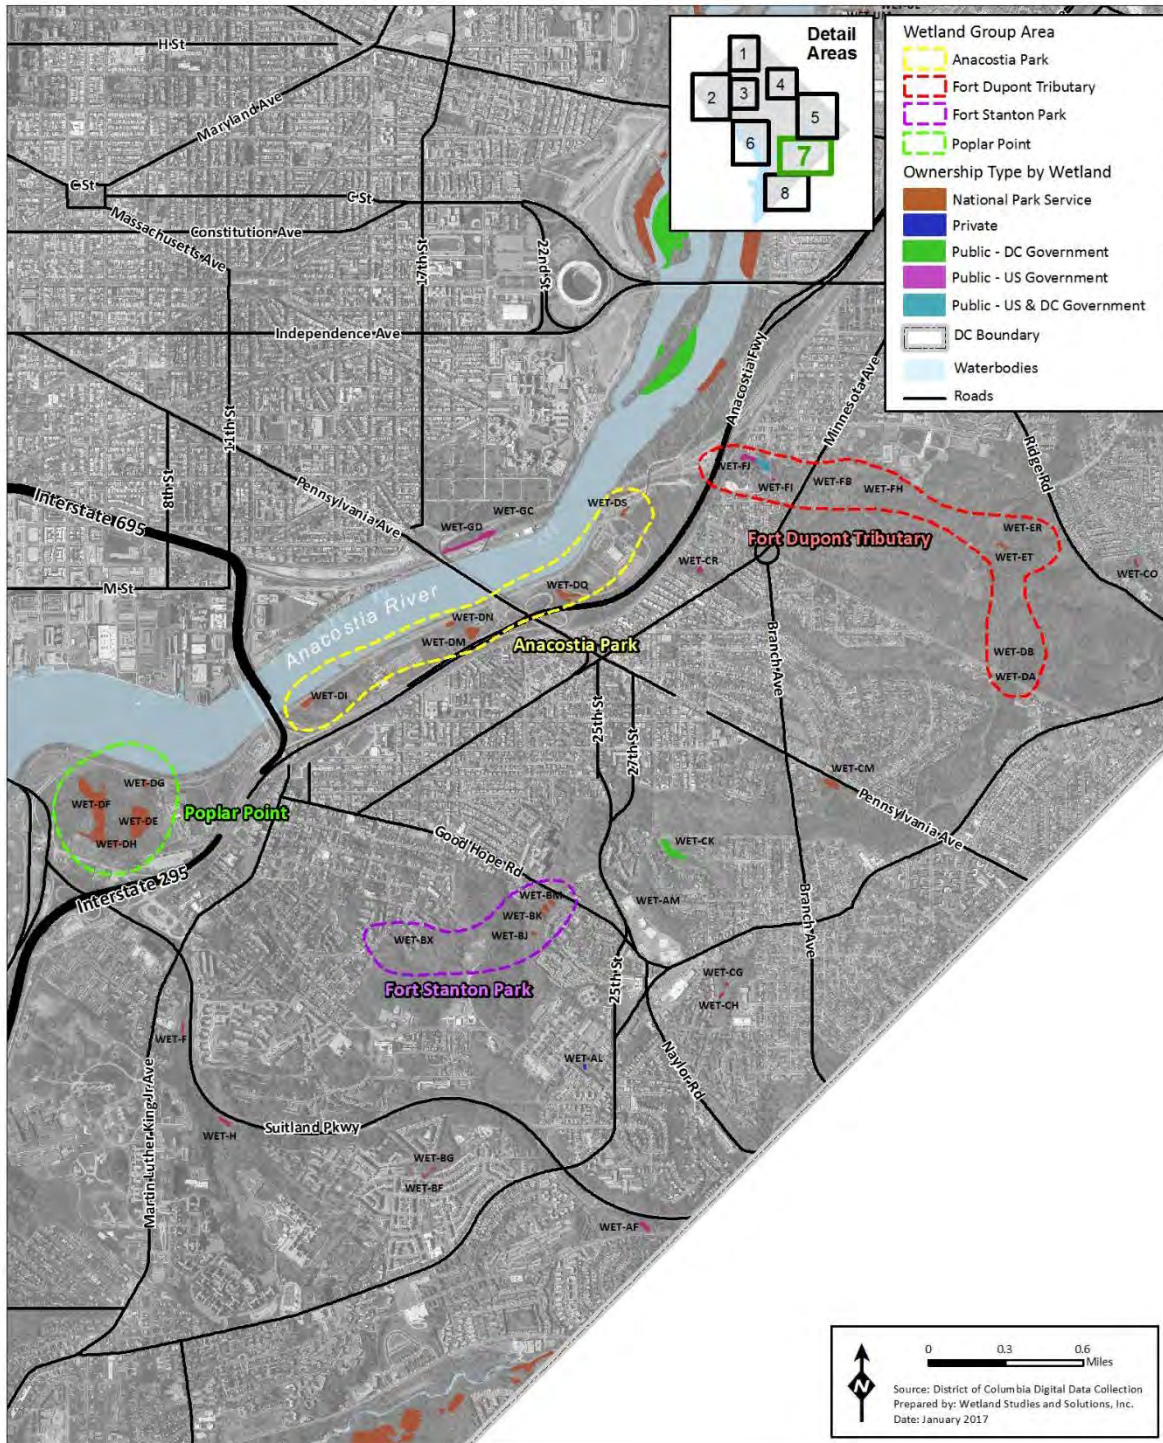 H St
Maryland Ave
C St
Massachusetts Ave
C St
Constitution Ave
17th St
22nd St
Independence Ave
11th St
8th St
Pennsylvania Ave
Interstate 695
M St
Anacostia River
Anacostia Fwy
Minnesota Ave
Ridge Rd
WET-GC
WET-GD
WET-DS
WET-DQ
WET-DN
WET-DM
WET-DI
Anacostia Park
WET-FJ
WET-FI
WET-FB
WET-FH
WET-ER
WET-ET
WET-DB
WET-DA
Fort Dupont Tributary
WET-CR
WET-CO
Branch Ave
25th St
27th St
WET-CM
Pennsylvania Ave
WET-DG
WET-DF
WET-DE
WET-DH
Poplar Point
Interstate 295
Good Hope Rd
WET-CK
WET-AM
WET-BM
WET-BK
WET-BJ
WET-BX
Fort Stanton Park
Branch Ave
25th St
WET-CG
WET-CH
Naylor Rd
WET-AL
WET-F
WET-H
Martin Luther King Jr Ave
Suitland Pkwy
WET-BG
WET-BF
WET-AF
Detail
Areas
1
2
3
4
5
6
7
8
Wetland Group Area
Anacostia Park
Fort Dupont Tributary
Fort Stanton Park
Poplar Point
Ownership Type by Wetland
National Park Service
Private
Public - DC Government
Public - US Government
Public - US & DC Government
DC Boundary
Waterbodies
Roads
N
0 0.3 0.6
Miles
Source: District of Columbia Digital Data Collection
Prepared by: Wetland Studies and Solutions, Inc.
Date: January 2017